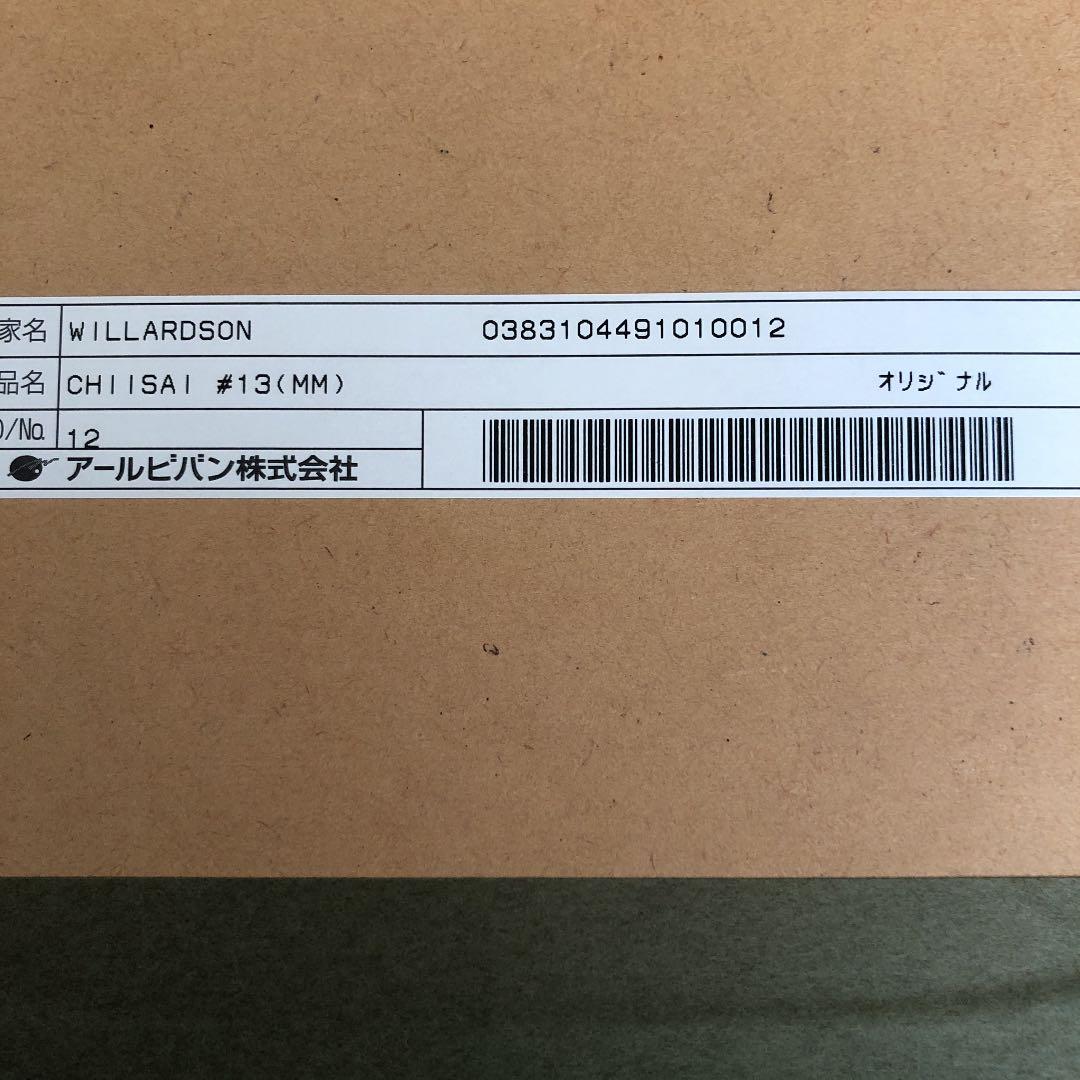 家名 WILLARDSON 0383104491010012
品名 CHIISAI #13(MM) オリジナル
/No. 12
アールビバン株式会社